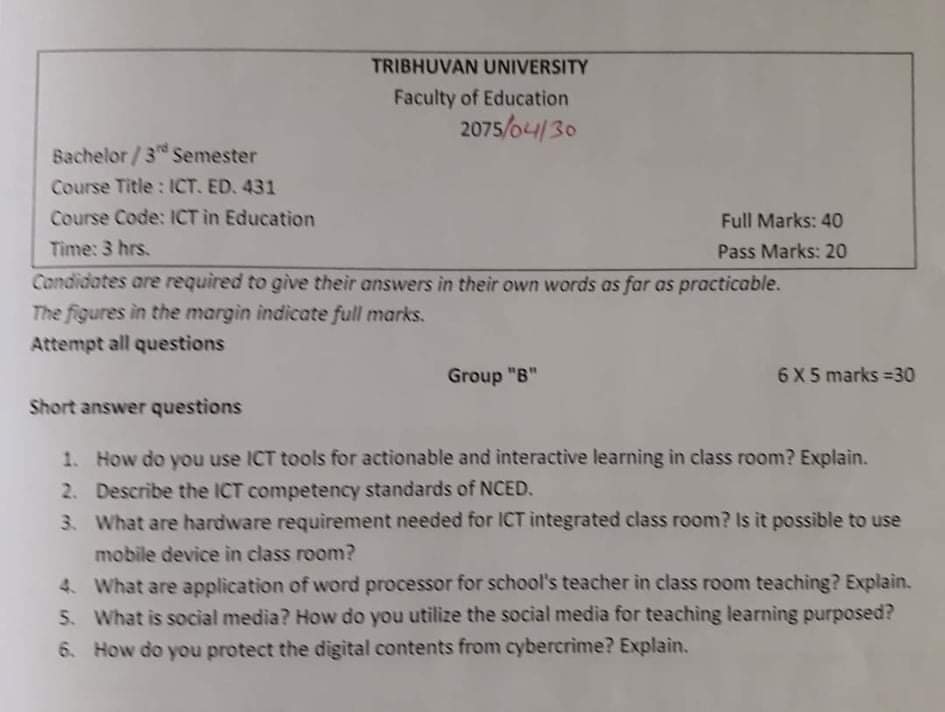 TRIBHUVAN UNIVERSITY
Faculty of Education
2075/04/30
Bachelor / 3rd Semester
Course Title : ICT. ED. 431
Course Code: ICT in Education
Full Marks: 40
Time: 3 hrs.
Pass Marks: 20
Candidates are required to give their answers in their own words as far as practicable.
The figures in the margin indicate full marks.
Attempt all questions
Group "B"
6 X 5 marks =30
Short answer questions
1. How do you use ICT tools for actionable and interactive learning in class room? Explain.
2. Describe the ICT competency standards of NCED.
3. What are hardware requirement needed for ICT integrated class room? Is it possible to use
mobile device in class room?
4. What are application of word processor for school's teacher in class room teaching? Explain.
5. What is social media? How do you utilize the social media for teaching learning purposed?
6. How do you protect the digital contents from cybercrime? Explain.